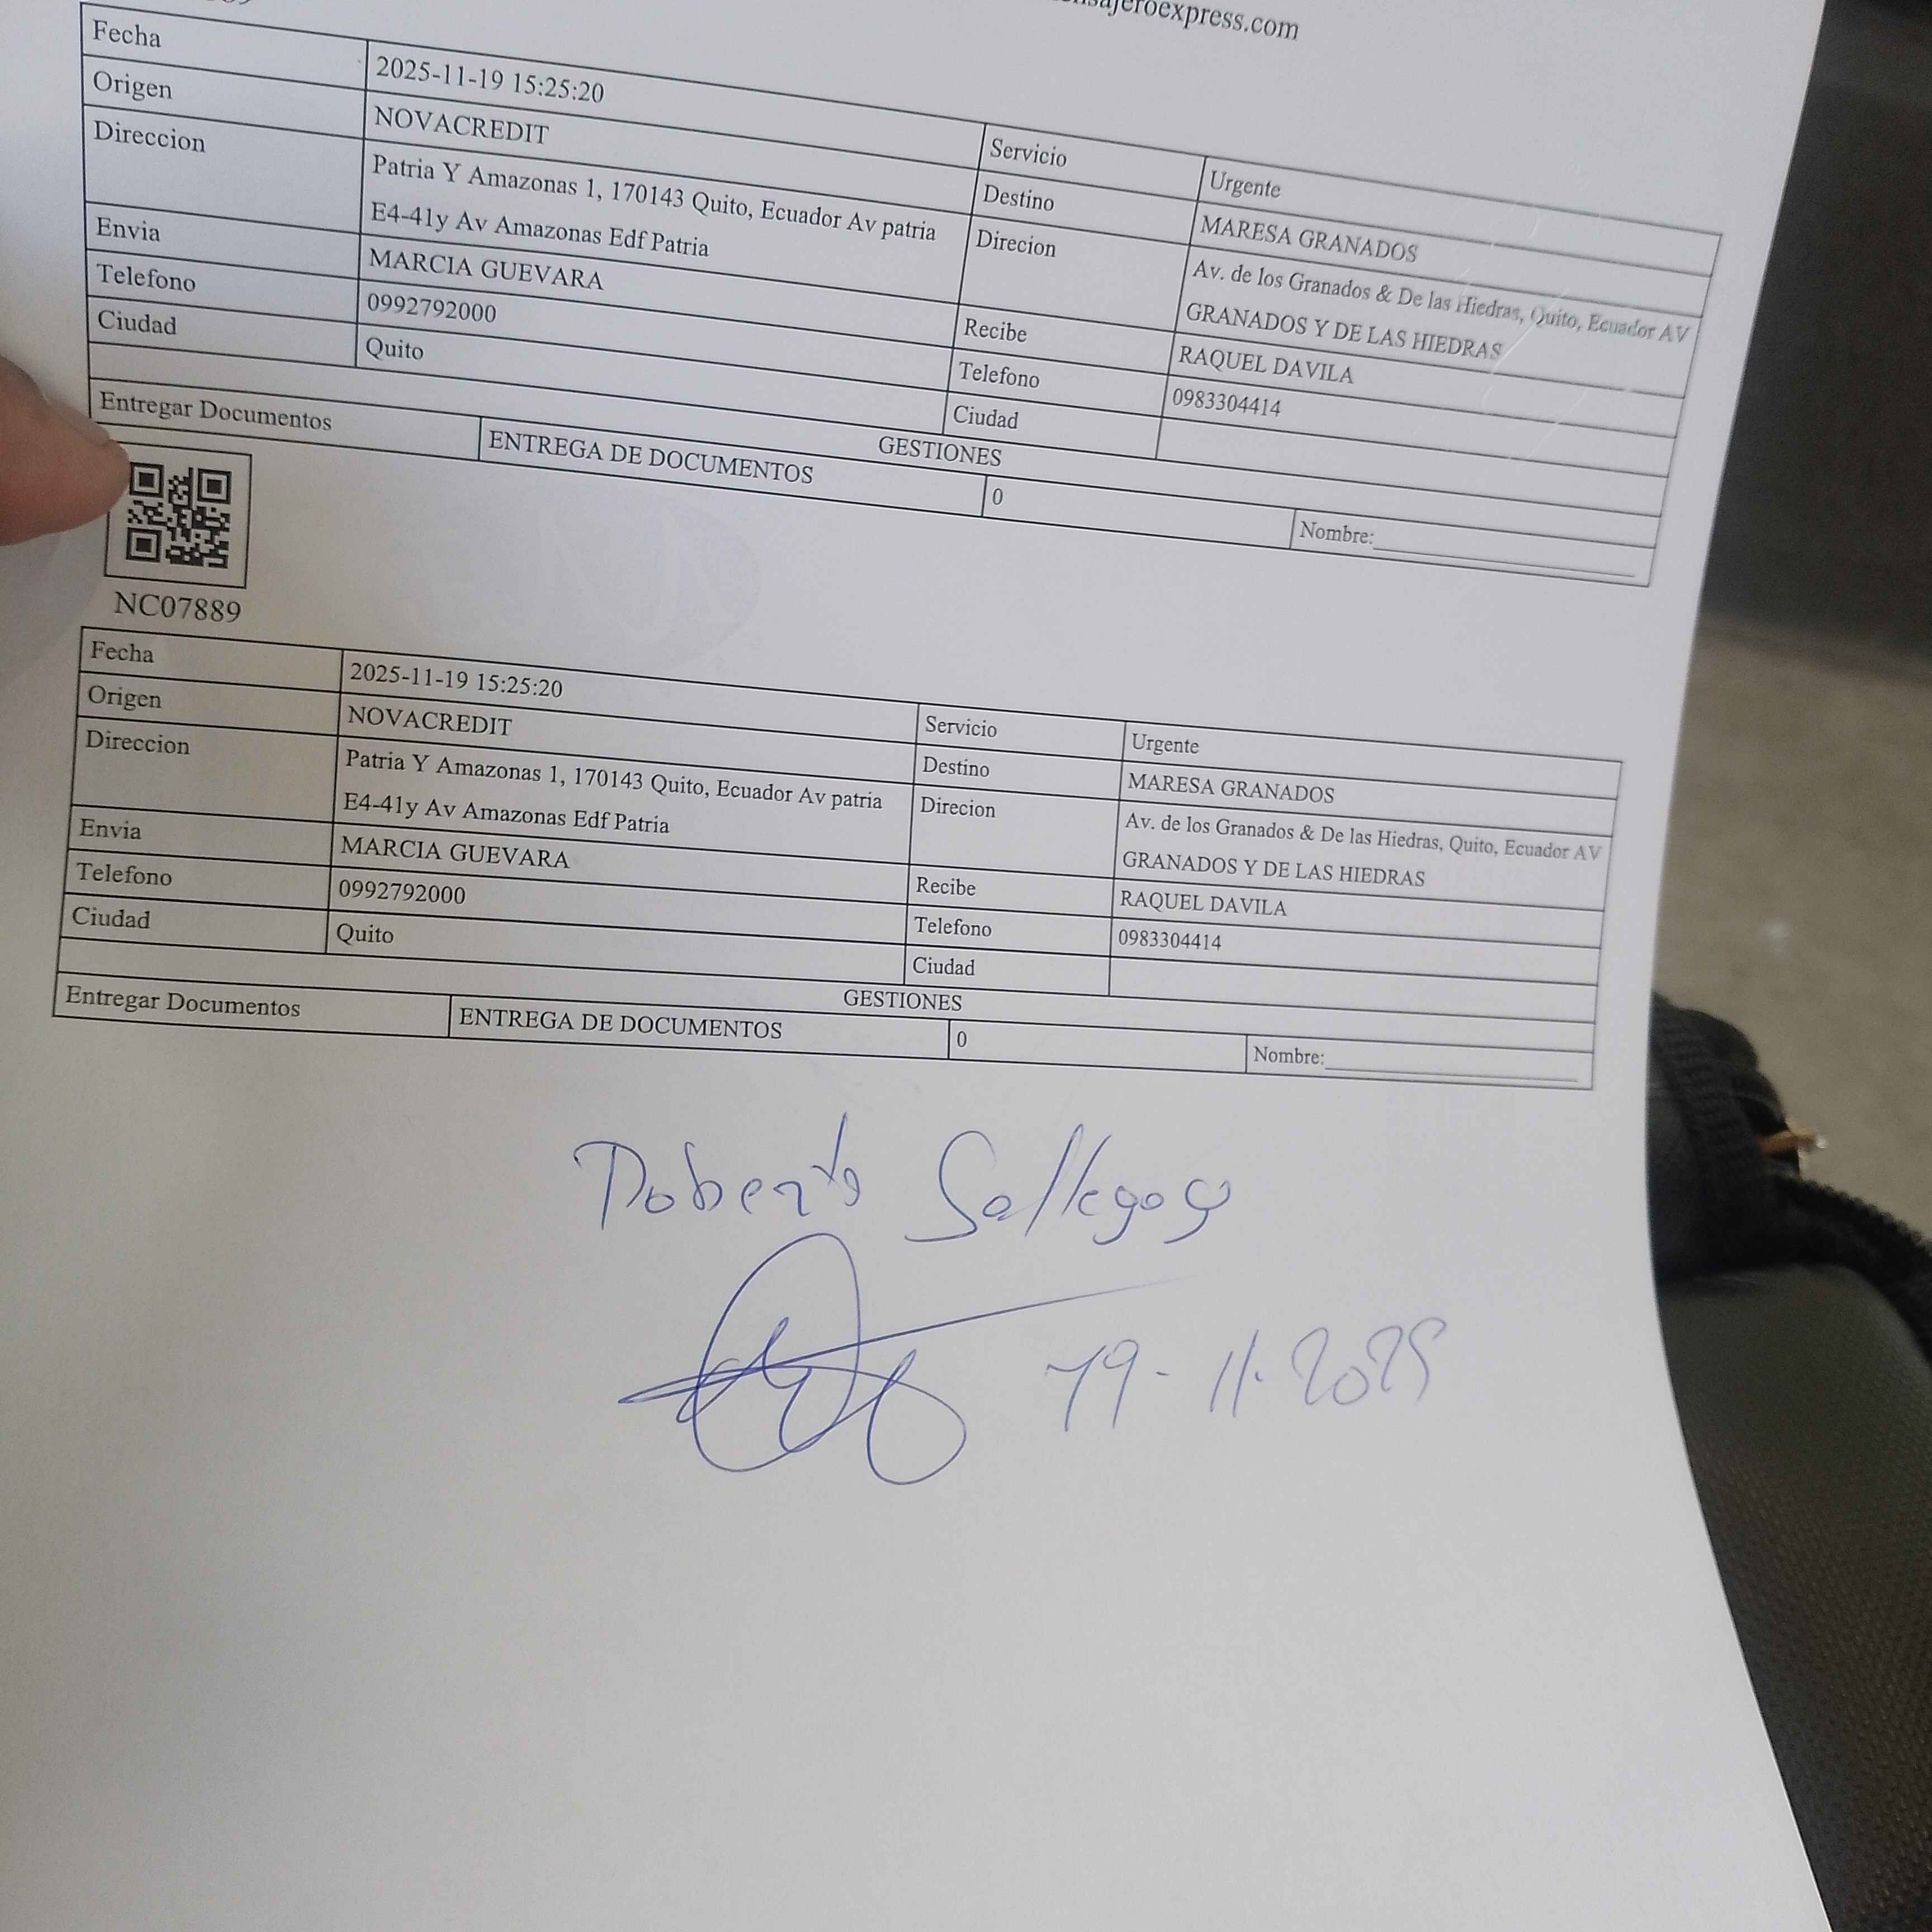 Fecha 2025-11-19 15:25:20 Servicio Urgente
Origen NOVACREDIT Destino MARESA GRANADOS
Direccion Patria Y Amazonas 1, 170143 Quito, Ecuador Av patria Direcion Av. de los Granados & De las Hiedras, Quito, Ecuador AV
E4-41y Av Amazonas Edf Patria GRANADOS Y DE LAS HIEDRAS
Envia MARCIA GUEVARA Recibe RAQUEL DAVILA
Telefono 0992792000 Telefono 0983304414
Ciudad Quito Ciudad
GESTIONES
Entregar Documentos ENTREGA DE DOCUMENTOS 0 Nombre:
NC07889
Fecha 2025-11-19 15:25:20 Servicio Urgente
Origen NOVACREDIT Destino MARESA GRANADOS
Direccion Patria Y Amazonas 1, 170143 Quito, Ecuador Av patria Direcion Av. de los Granados & De las Hiedras, Quito, Ecuador AV
E4-41y Av Amazonas Edf Patria GRANADOS Y DE LAS HIEDRAS
Envia MARCIA GUEVARA Recibe RAQUEL DAVILA
Telefono 0992792000 Telefono 0983304414
Ciudad Quito Ciudad
GESTIONES
Entregar Documentos ENTREGA DE DOCUMENTOS 0 Nombre:
Roberto Gallegos
19-11-2025